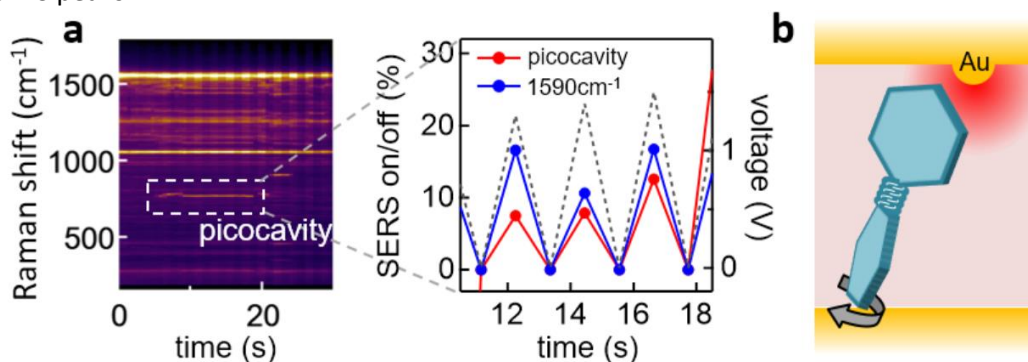 a
b
Raman shift (cm-1)
1500
1000
500
picocavity
0
20
time (s)
SERS on/off (%)
30
20
10
0
picocavity
1590cm-1
12
14
16
18
time (s)
voltage (V)
1
0
Au